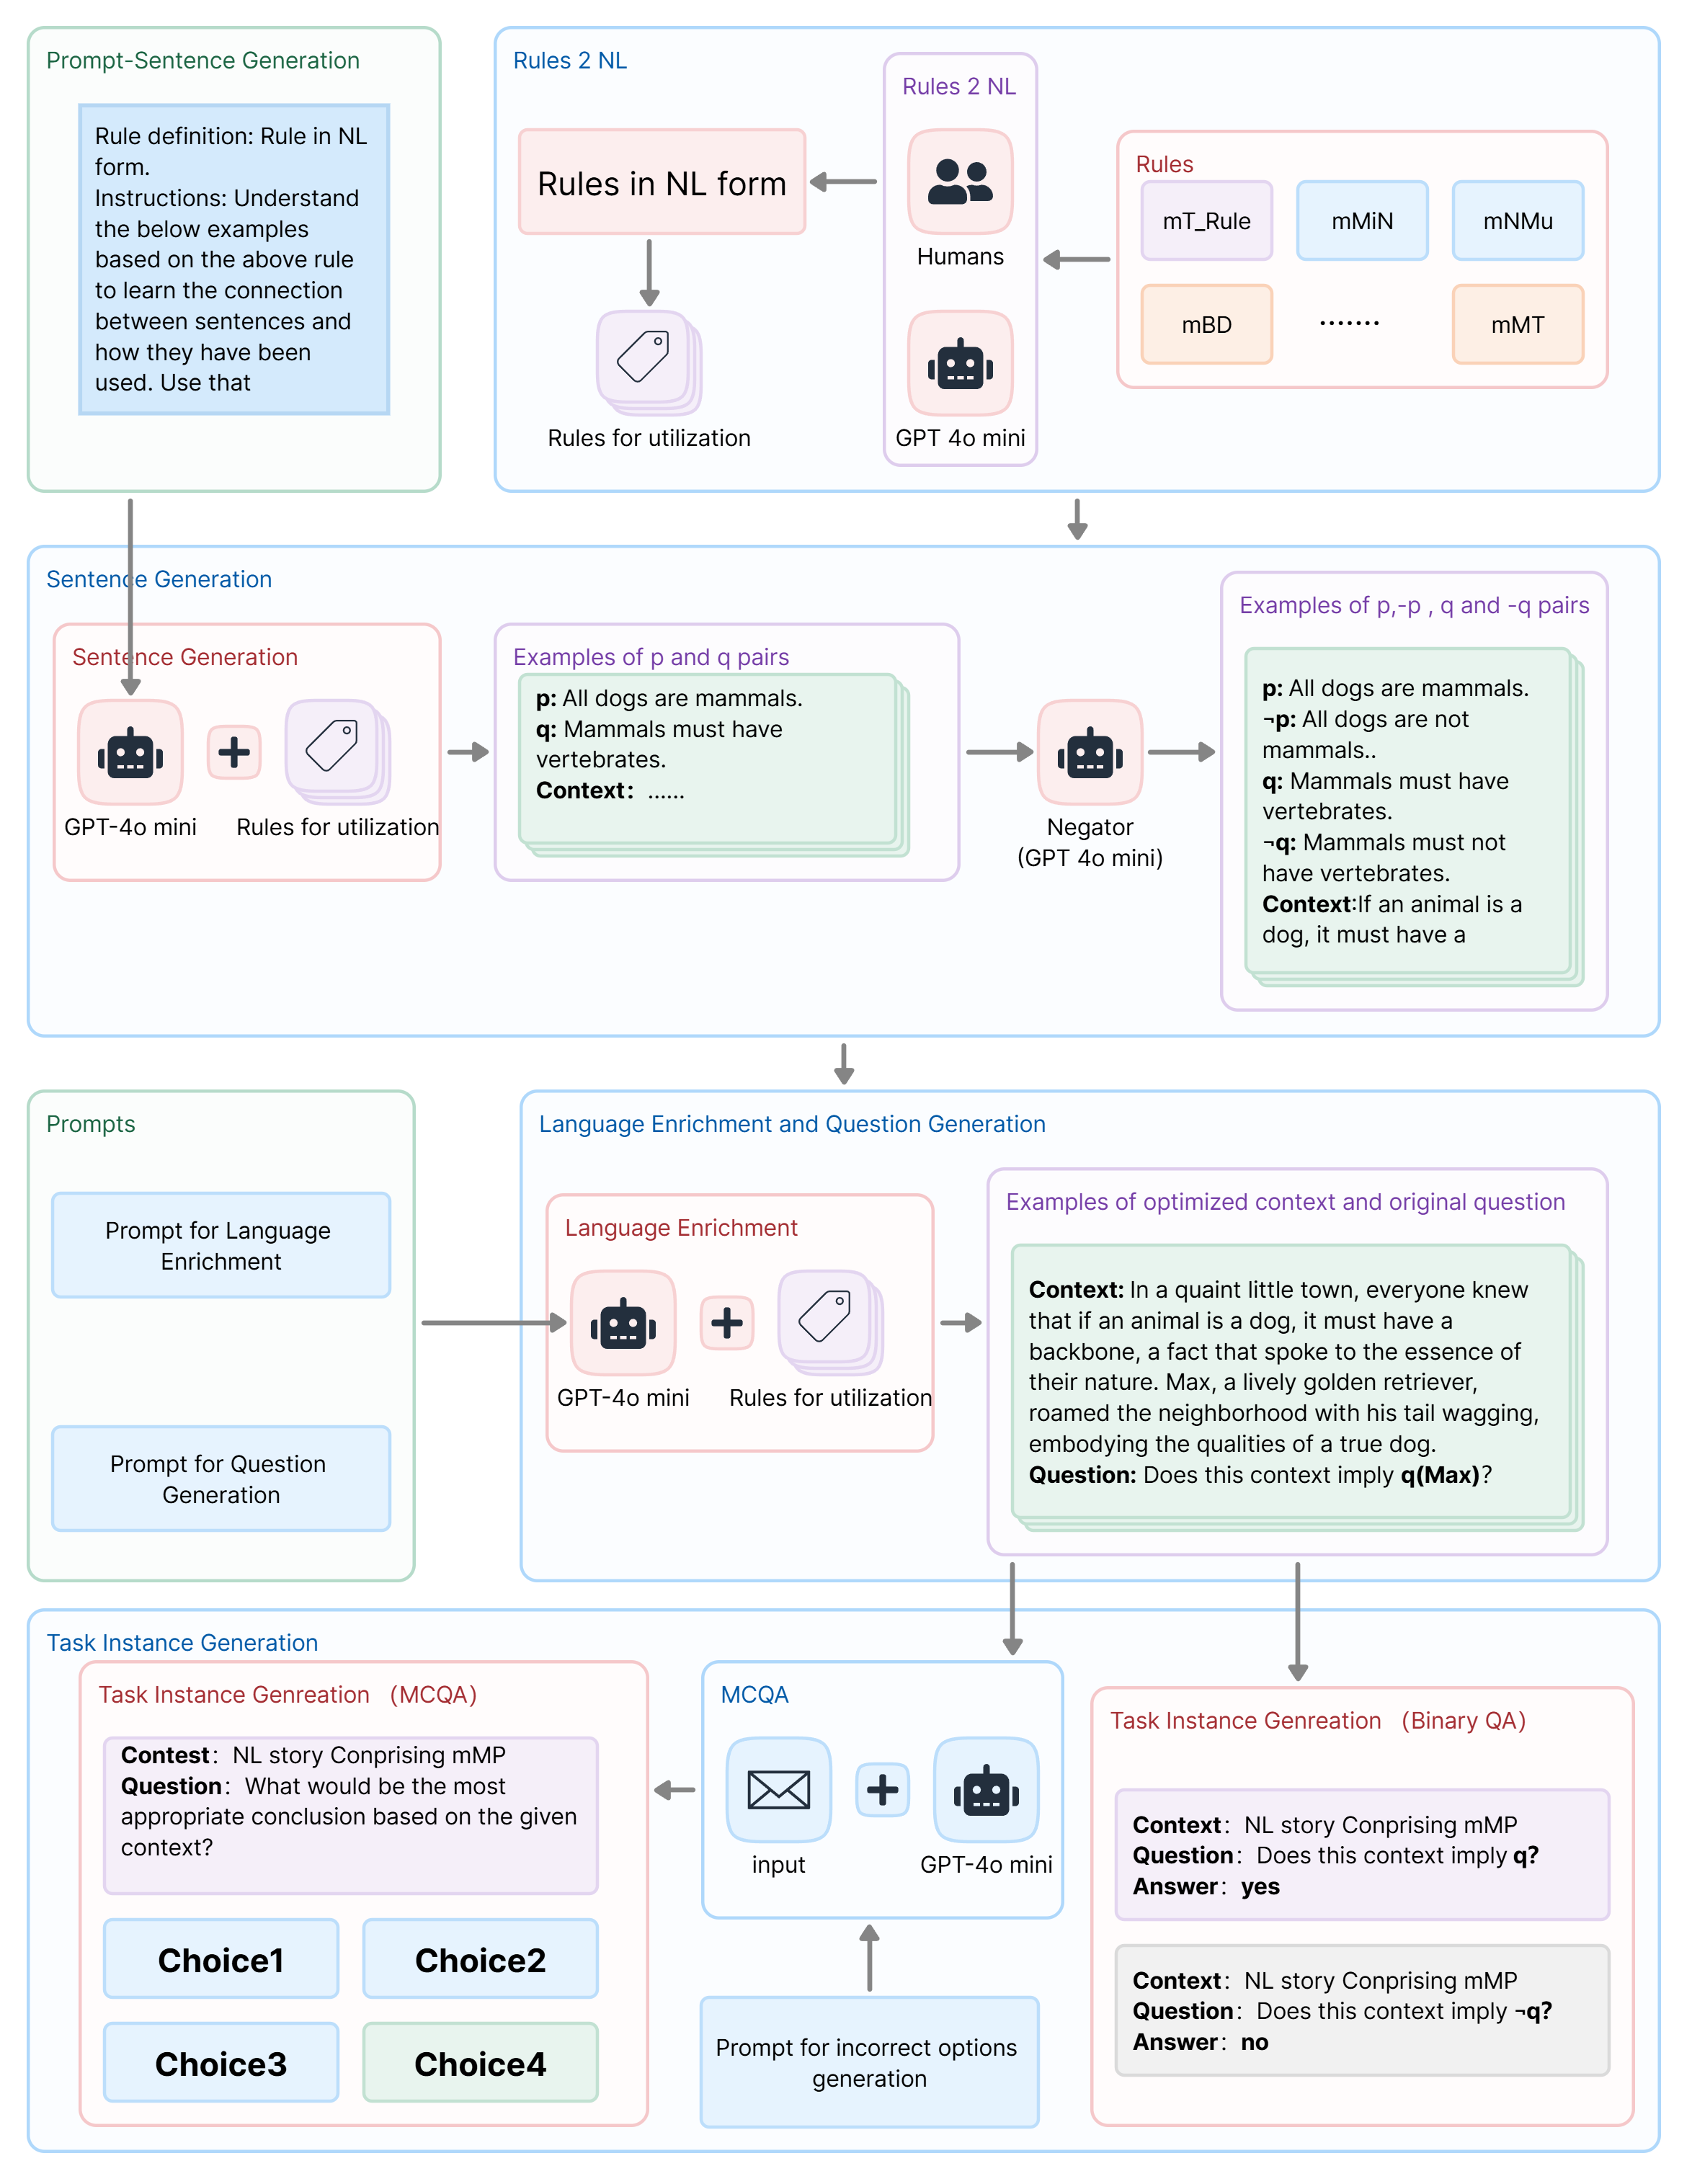 Prompt-Sentence Generation
Rule definition: Rule in NL
form.
Instructions: Understand
the below examples
based on the above rule
to learn the connection
between sentences and
how they have been
used. Use that
Rules 2 NL
Rules in NL form
Rules for utilization
Rules 2 NL
Humans
GPT 4o mini
Rules
mT_Rule
mMiN
mNMu
mBD
.......
mMT
Sentence Generation
Sentence Generation
GPT-4o mini
Rules for utilization
Examples of p and q pairs
p: All dogs are mammals.
q: Mammals must have
vertebrates.
Context： ......
Negator
(GPT 4o mini)
Examples of p,-p , q and -q pairs
p: All dogs are mammals.
¬p: All dogs are not
mammals..
q: Mammals must have
vertebrates.
¬q: Mammals must not
have vertebrates.
Context:If an animal is a
dog, it must have a
Prompts
Prompt for Language
Enrichment
Prompt for Question
Generation
Language Enrichment and Question Generation
Language Enrichment
GPT-4o mini
Rules for utilization
Examples of optimized context and original question
Context: In a quaint little town, everyone knew
that if an animal is a dog, it must have a
backbone, a fact that spoke to the essence of
their nature. Max, a lively golden retriever,
roamed the neighborhood with his tail wagging,
embodying the qualities of a true dog.
Question: Does this context imply q(Max)?
Task Instance Generation
Task Instance Genreation （MCQA）
Contest： NL story Conprising mMP
Question： What would be the most
appropriate conclusion based on the given
context?
Choice1
Choice2
Choice3
Choice4
MCQA
input
GPT-4o mini
Prompt for incorrect options
generation
Task Instance Genreation （Binary QA）
Context： NL story Conprising mMP
Question： Does this context imply q?
Answer： yes
Context： NL story Conprising mMP
Question： Does this context imply ¬q?
Answer： no